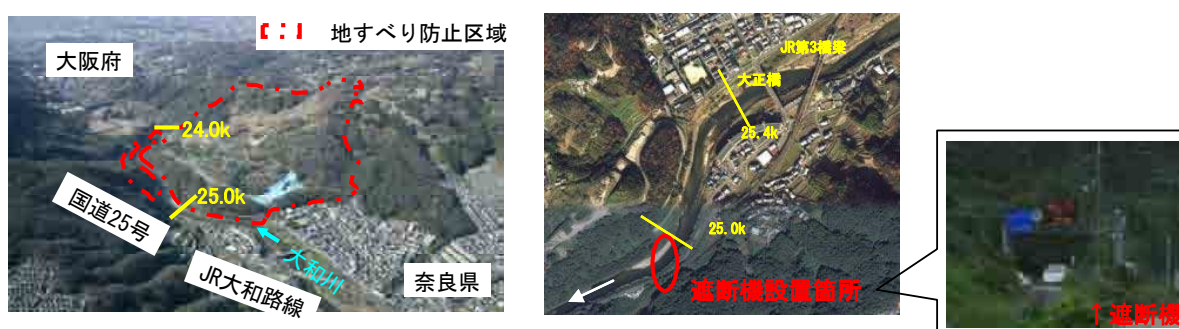 地すべり防止区域
大阪府
24.0k
25.0k
国道25号
JR大和路線
大和川
奈良県
JR第3橋梁
大正橋
25.4k
25.0k
遮断機設置箇所
↑遮断機